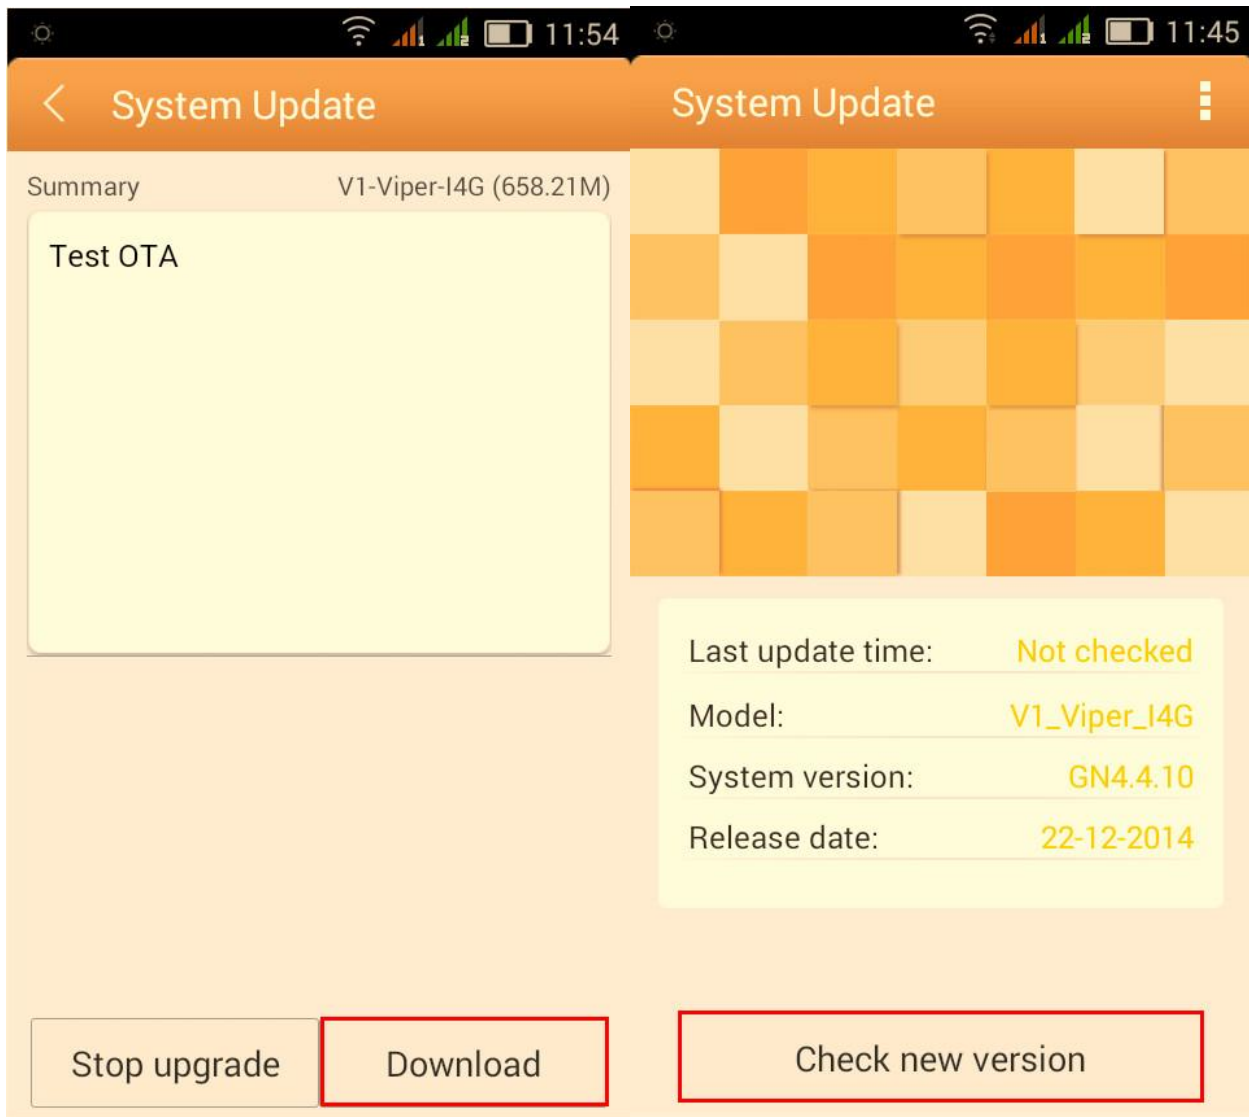 11:54
System Update
Summary V1-Viper-I4G (658.21M)
Test OTA
Stop upgrade Download
11:45
System Update
Last update time: Not checked
Model: V1_Viper_I4G
System version: GN4.4.10
Release date: 22-12-2014
Check new version